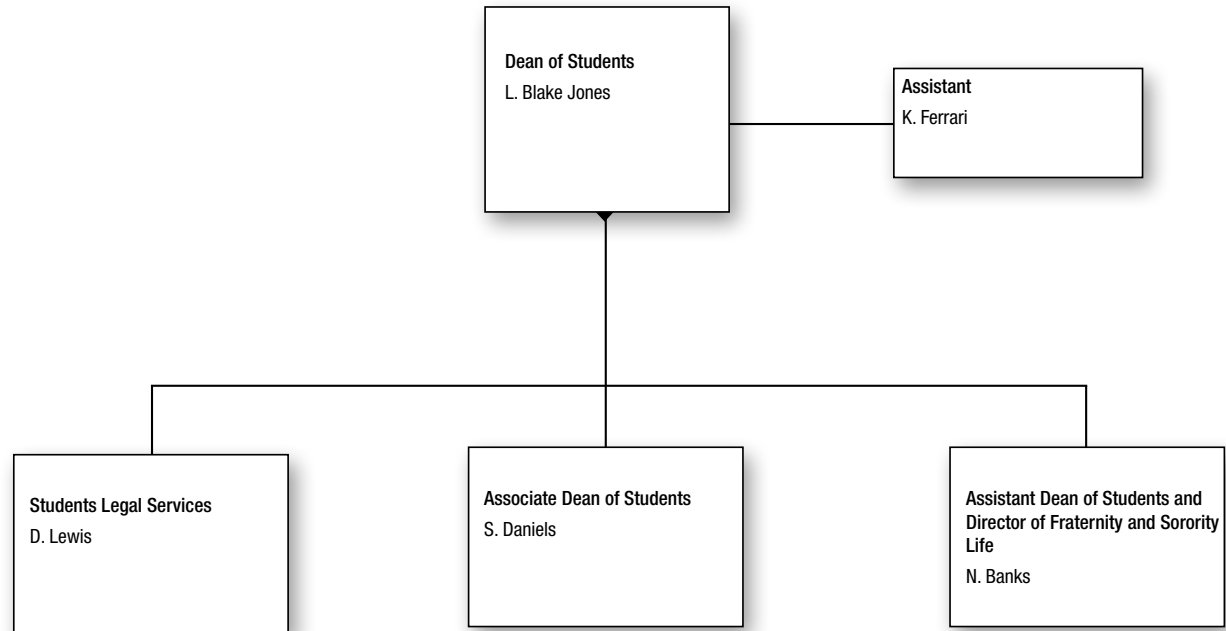 Dean of Students
L. Blake Jones
Assistant
K. Ferrari
Students Legal Services
D. Lewis
Associate Dean of Students
S. Daniels
Assistant Dean of Students and
Director of Fraternity and Sorority
Life
N. Banks